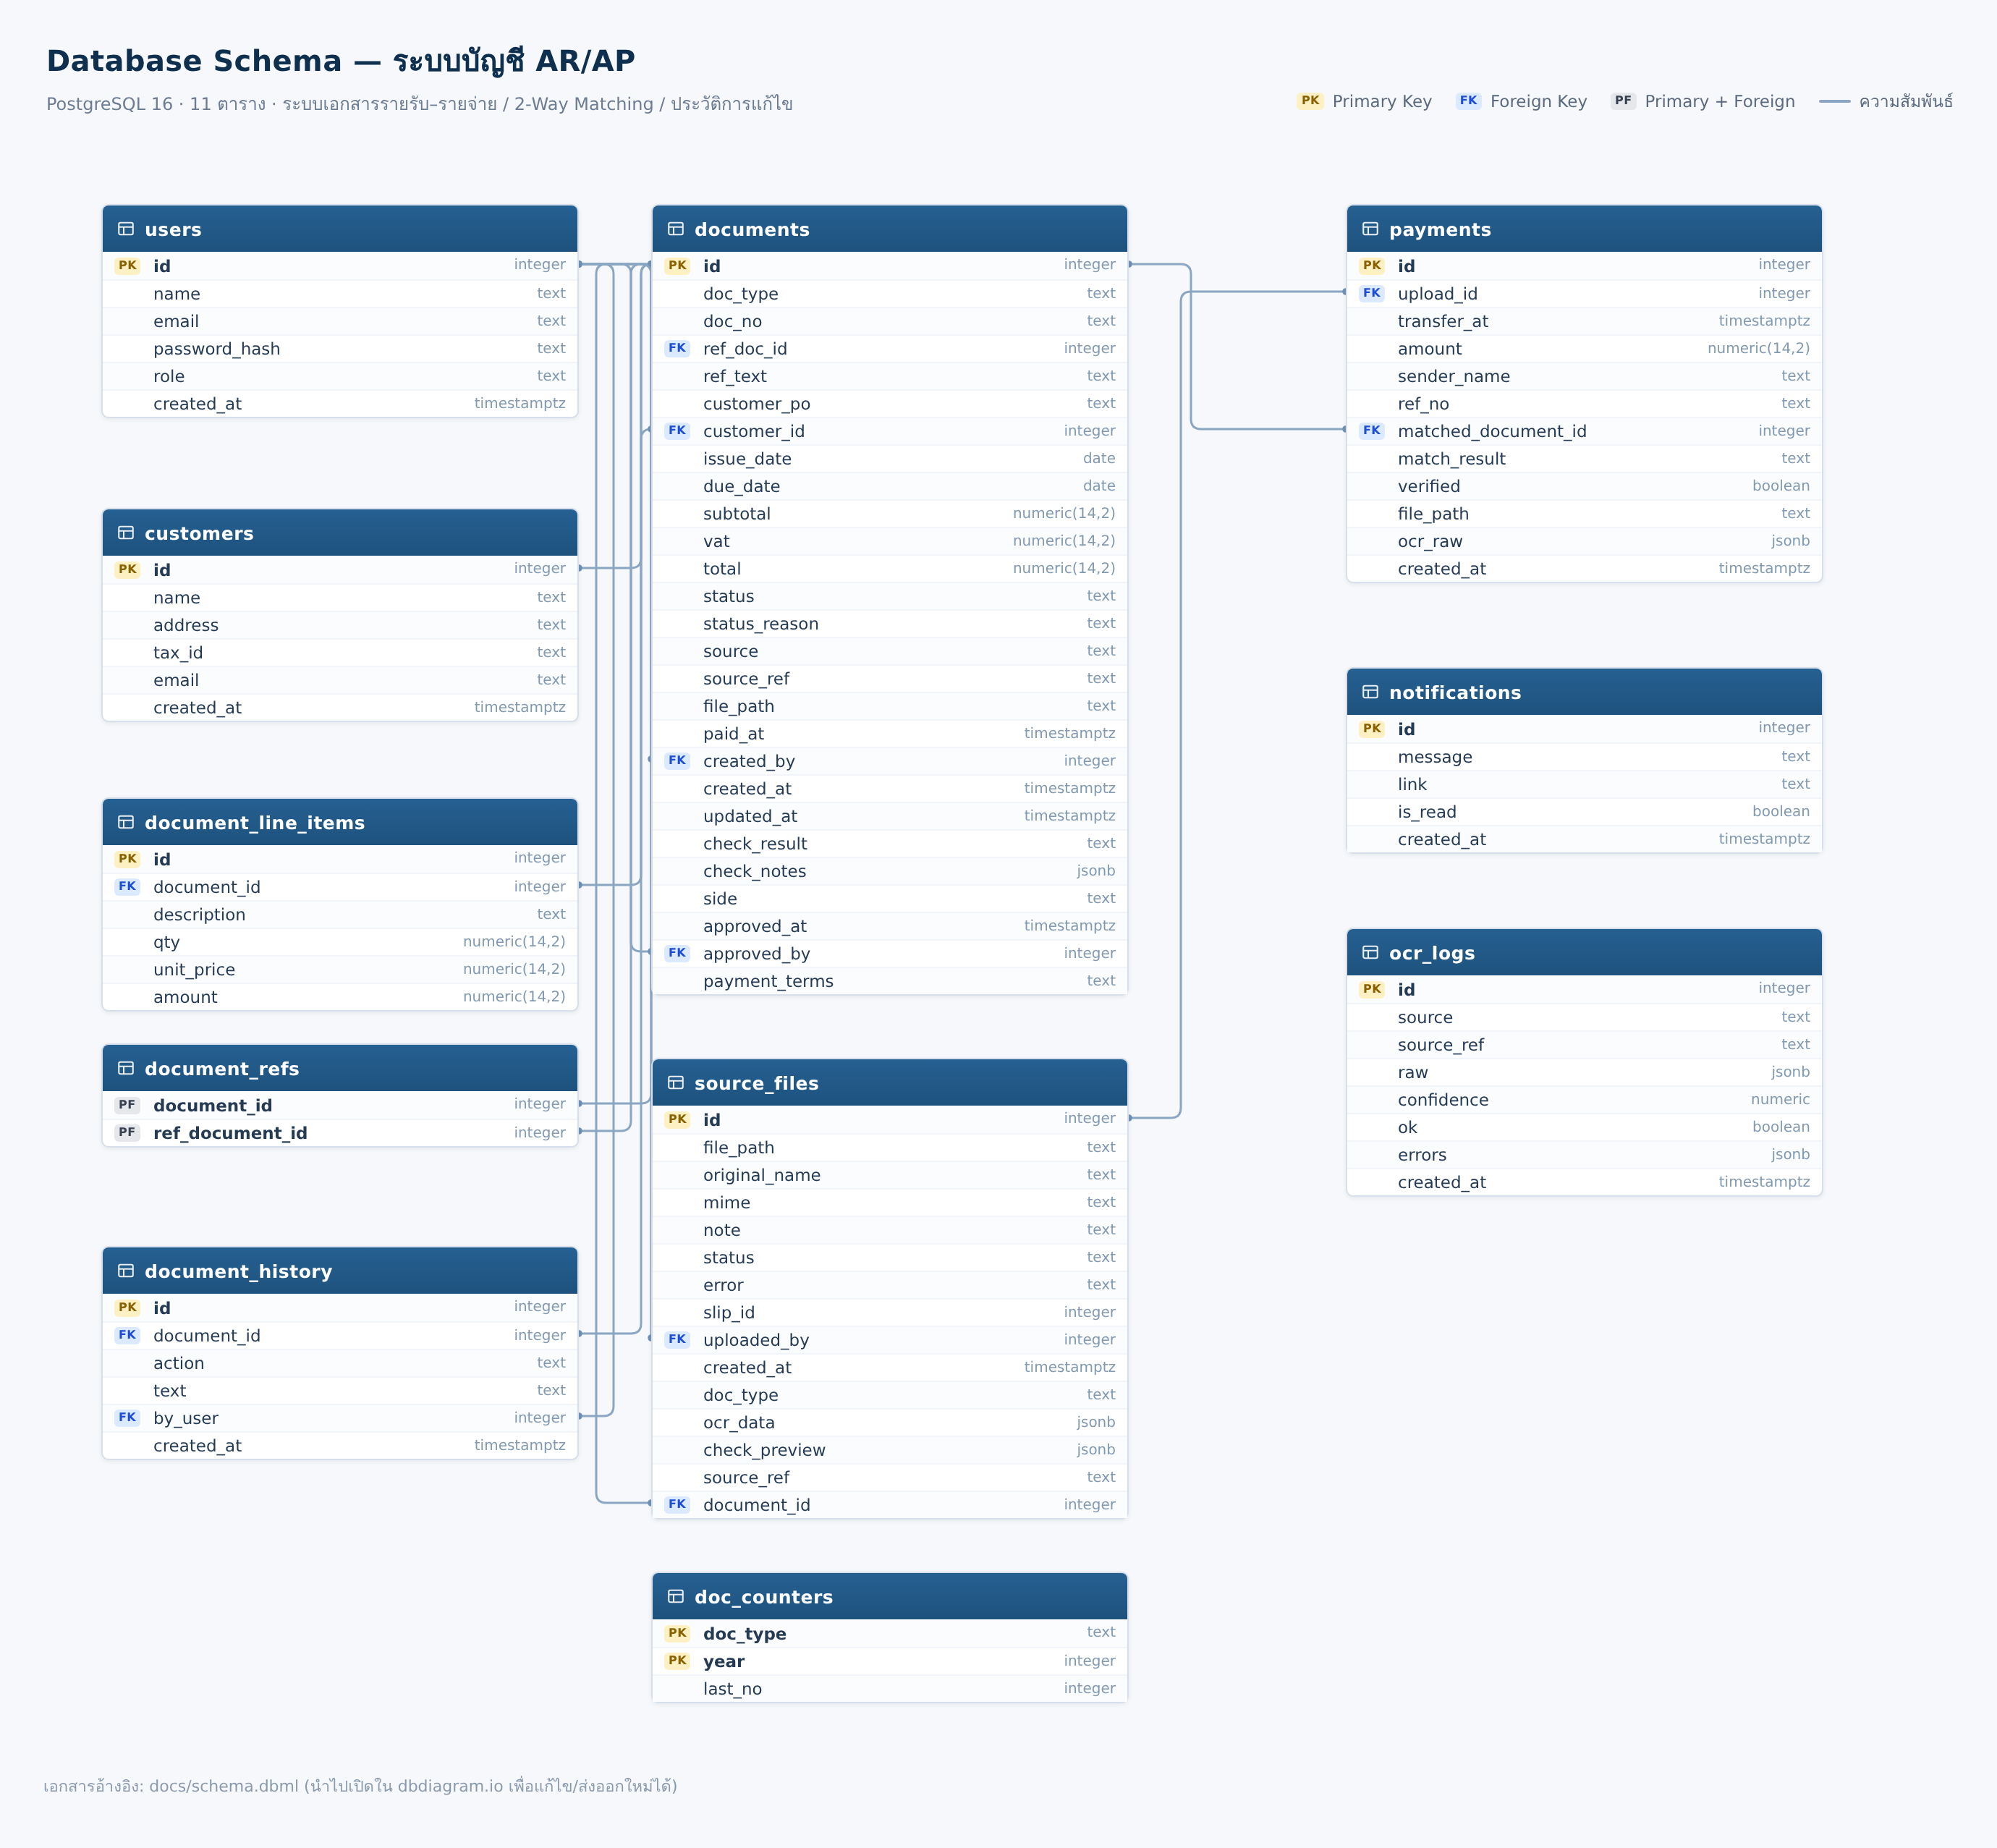 Database Schema — ระบบบัญชี AR/AP
PostgreSQL 16 · 11 ตาราง · ระบบเอกสารรายรับ–รายจ่าย / 2-Way Matching / ประวัติการแก้ไข
PK Primary Key FK Foreign Key PF Primary + Foreign ความสัมพันธ์
users
PK id integer
name text
email text
password_hash text
role text
created_at timestamptz
customers
PK id integer
name text
address text
tax_id text
email text
created_at timestamptz
document_line_items
PK id integer
FK document_id integer
description text
qty numeric(14,2)
unit_price numeric(14,2)
amount numeric(14,2)
document_refs
PF document_id integer
PF ref_document_id integer
document_history
PK id integer
FK document_id integer
action text
text text
FK by_user integer
created_at timestamptz
documents
PK id integer
doc_type text
doc_no text
FK ref_doc_id integer
ref_text text
customer_po text
FK customer_id integer
issue_date date
due_date date
subtotal numeric(14,2)
vat numeric(14,2)
total numeric(14,2)
status text
status_reason text
source text
source_ref text
file_path text
paid_at timestamptz
FK created_by integer
created_at timestamptz
updated_at timestamptz
check_result text
check_notes jsonb
side text
approved_at timestamptz
FK approved_by integer
payment_terms text
source_files
PK id integer
file_path text
original_name text
mime text
note text
status text
error text
slip_id integer
FK uploaded_by integer
created_at timestamptz
doc_type text
ocr_data jsonb
check_preview jsonb
source_ref text
FK document_id integer
doc_counters
PK doc_type text
PK year integer
last_no integer
payments
PK id integer
FK upload_id integer
transfer_at timestamptz
amount numeric(14,2)
sender_name text
ref_no text
FK matched_document_id integer
match_result text
verified boolean
file_path text
ocr_raw jsonb
created_at timestamptz
notifications
PK id integer
message text
link text
is_read boolean
created_at timestamptz
ocr_logs
PK id integer
source text
source_ref text
raw jsonb
confidence numeric
ok boolean
errors jsonb
created_at timestamptz
เอกสารอ้างอิง: docs/schema.dbml (นำไปเปิดใน dbdiagram.io เพื่อแก้ไข/ส่งออกใหม่ได้)